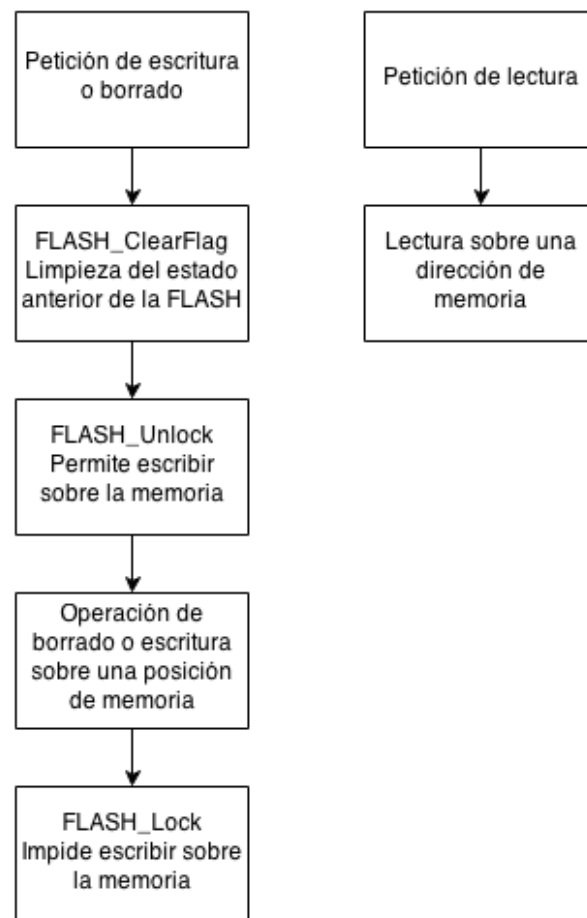 Petición de escritura
o borrado
FLASH_ClearFlag
Limpieza del estado
anterior de la FLASH
FLASH_Unlock
Permite escribir
sobre la memoria
Operación de
borrado o escritura
sobre una posición
de memoria
FLASH_Lock
Impide escribir sobre
la memoria
Petición de lectura
Lectura sobre una
dirección de
memoria